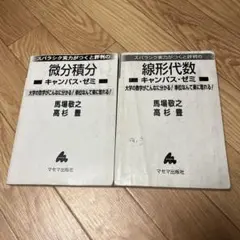 スバラシク実力がつくと評判の
微分積分
キャンパス・ゼミ
大学の数学がこんなに分かる!単位なんて楽に取れる!
馬場敬之
高杉 豊
マセマ出版社
スバラシク実力がつくと評判の
線形代数
キャンパス・ゼミ
大学の数学がこんなに分かる!単位なんて楽に取れる!
馬場敬之
高杉 豊
マセマ出版社